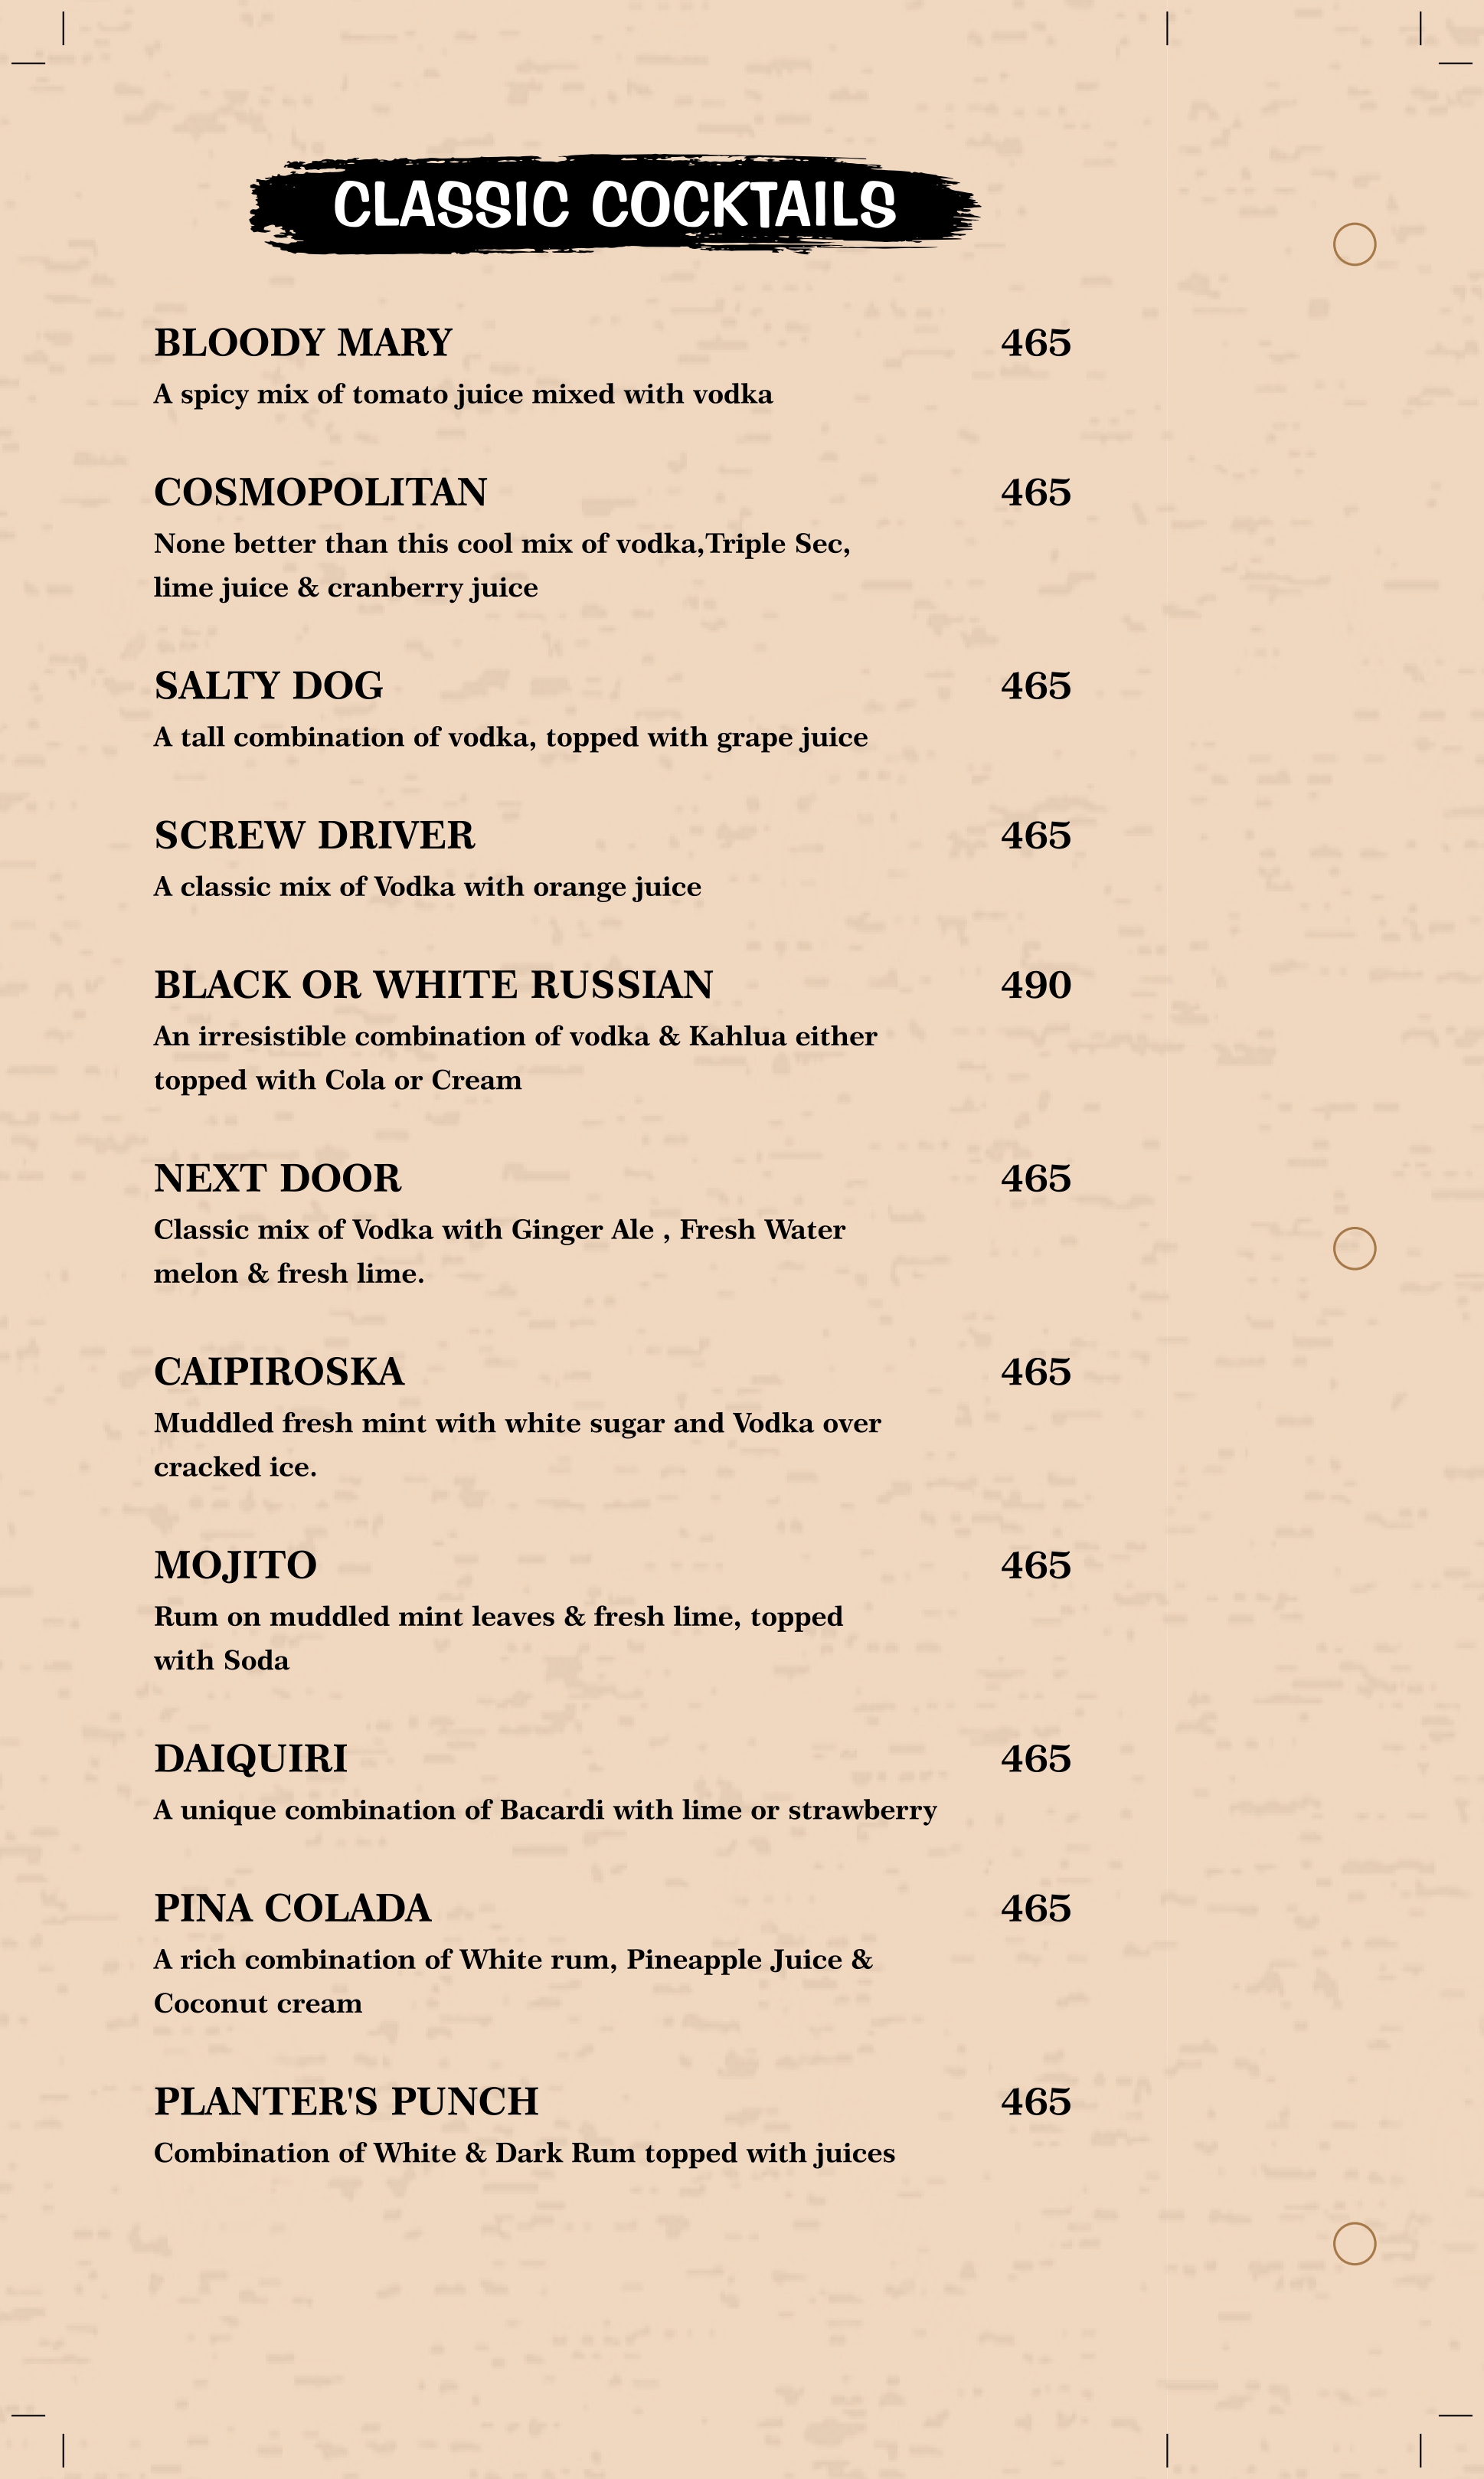 CLASSIC COCKTAILS
BLOODY MARY 465
A spicy mix of tomato juice mixed with vodka
COSMOPOLITAN 465
None better than this cool mix of vodka,Triple Sec,
lime juice & cranberry juice
SALTY DOG 465
A tall combination of vodka, topped with grape juice
SCREW DRIVER 465
A classic mix of Vodka with orange juice
BLACK OR WHITE RUSSIAN 490
An irresistible combination of vodka & Kahlua either
topped with Cola or Cream
NEXT DOOR 465
Classic mix of Vodka with Ginger Ale , Fresh Water
melon & fresh lime.
CAIPIROSKA 465
Muddled fresh mint with white sugar and Vodka over
cracked ice.
MOJITO 465
Rum on muddled mint leaves & fresh lime, topped
with Soda
DAIQUIRI 465
A unique combination of Bacardi with lime or strawberry
PINA COLADA 465
A rich combination of White rum, Pineapple Juice &
Coconut cream
PLANTER'S PUNCH 465
Combination of White & Dark Rum topped with juices